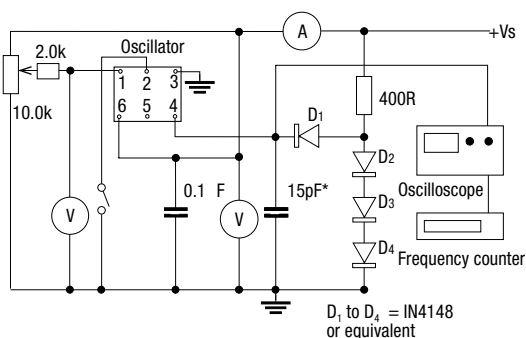 A
+Vs
2.0k
Oscillator
1 2 3
6 5 4
10.0k
D1
400R
D2
V
0.1 F
V
15pF*
Oscilloscope
D3
D4
Frequency counter
D1 to D4 = IN4148
or equivalent